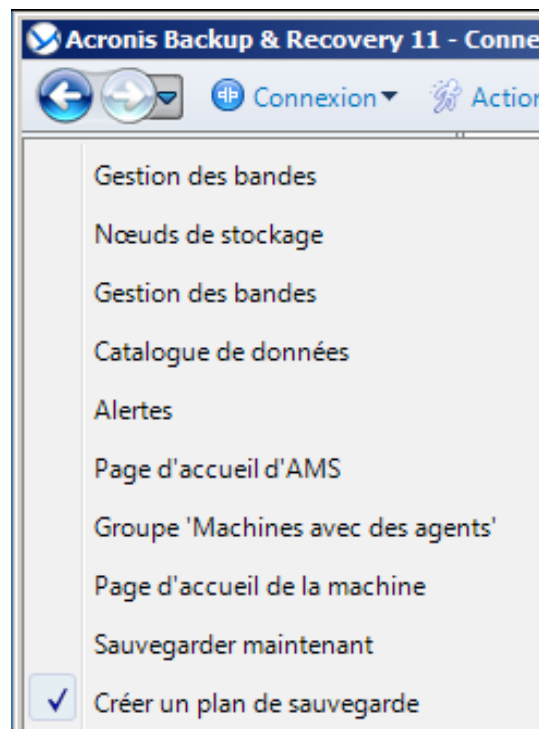 Acronis Backup & Recovery 11 - Conne
Connexion Action
Gestion des bandes
Nœuds de stockage
Gestion des bandes
Catalogue de données
Alertes
Page d'accueil d'AMS
Groupe 'Machines avec des agents'
Page d'accueil de la machine
Sauvegarder maintenant
Créer un plan de sauvegarde